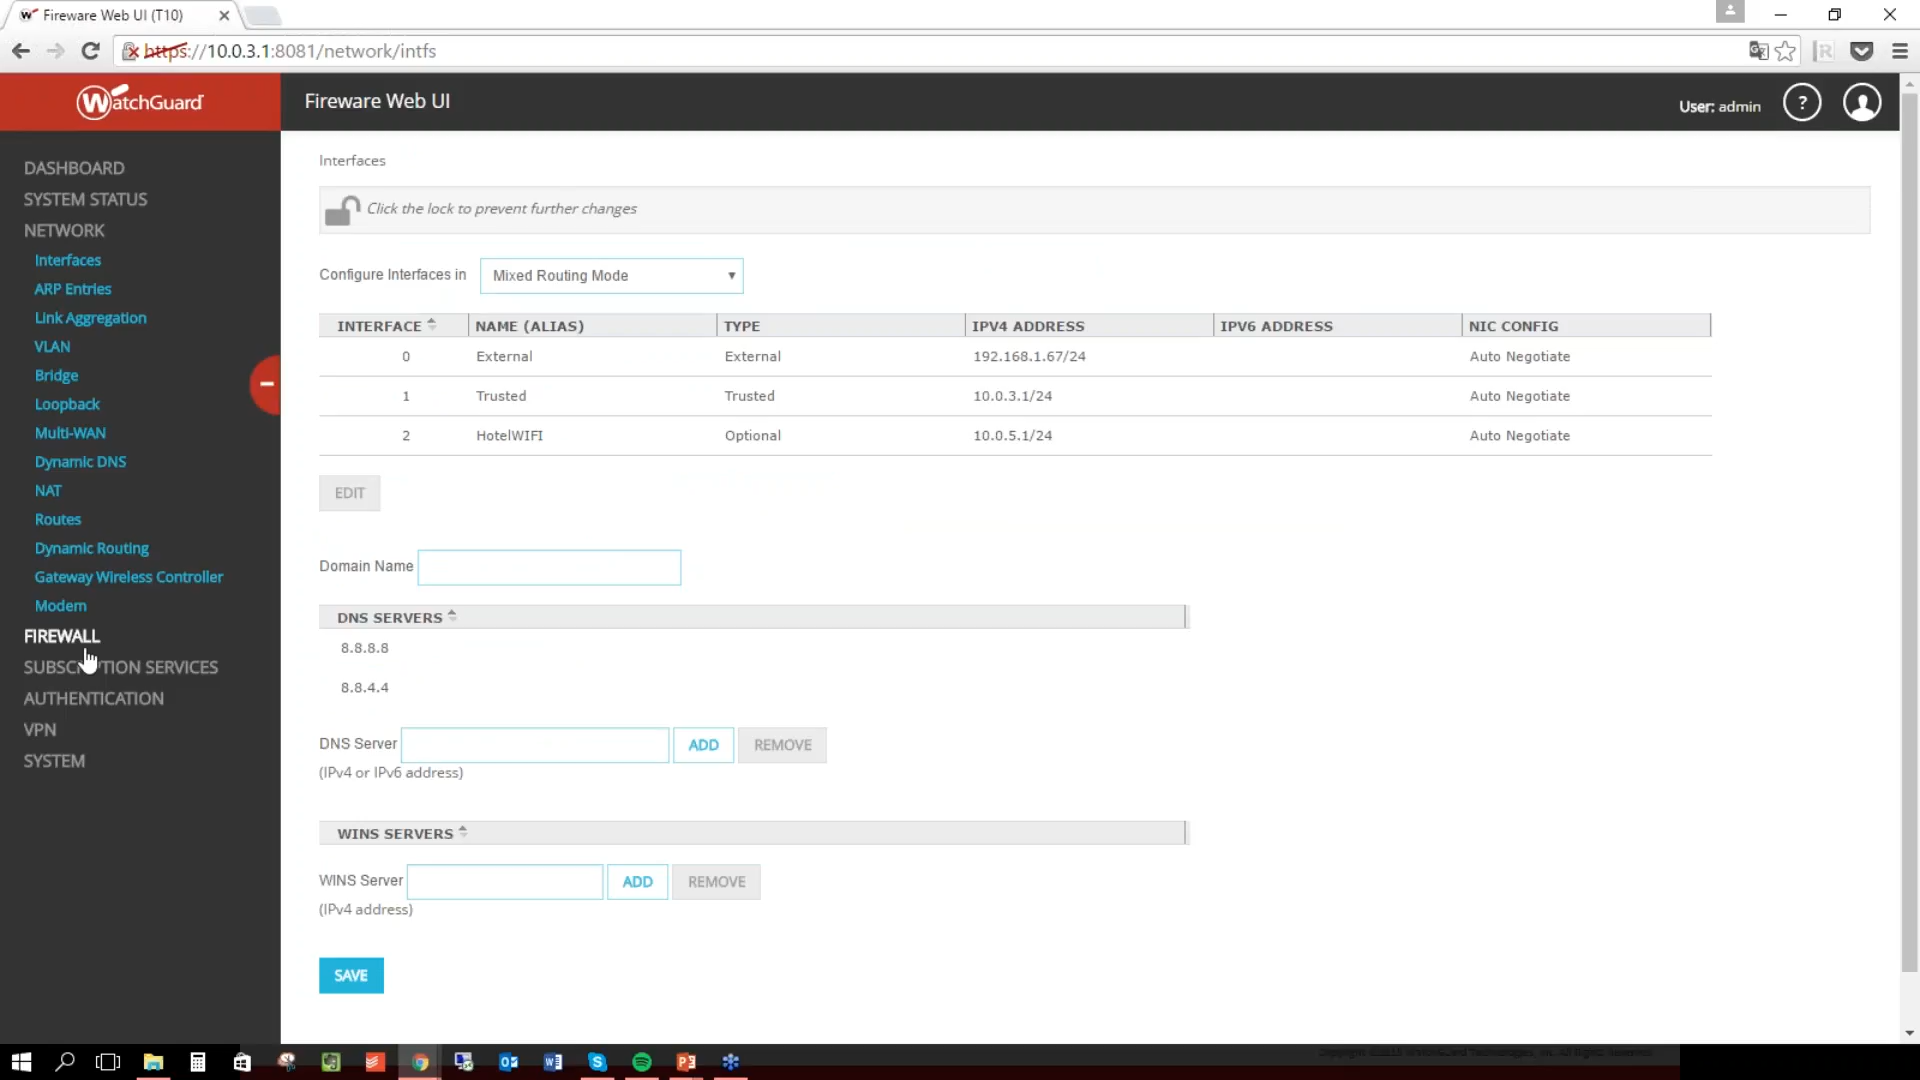 Fireware Web UI (T10)
https://10.0.3.1:8081/network/intfs
WatchGuard
Fireware Web UI
User: admin
?
DASHBOARD
SYSTEM STATUS
NETWORK
Interfaces
ARP Entries
Link Aggregation
VLAN
Bridge
Loopback
Multi-WAN
Dynamic DNS
NAT
Routes
Dynamic Routing
Gateway Wireless Controller
Modem
FIREWALL
SUBSCRIPTION SERVICES
AUTHENTICATION
VPN
SYSTEM
Interfaces
Click the lock to prevent further changes
Configure Interfaces in Mixed Routing Mode
INTERFACE NAME (ALIAS) TYPE IPV4 ADDRESS IPV6 ADDRESS NIC CONFIG
0 External External 192.168.1.67/24 Auto Negotiate
1 Trusted Trusted 10.0.3.1/24 Auto Negotiate
2 HotelWIFI Optional 10.0.5.1/24 Auto Negotiate
EDIT
Domain Name
DNS SERVERS
8.8.8.8
8.8.4.4
DNS Server ADD REMOVE
(IPv4 or IPv6 address)
WINS SERVERS
WINS Server ADD REMOVE
(IPv4 address)
SAVE